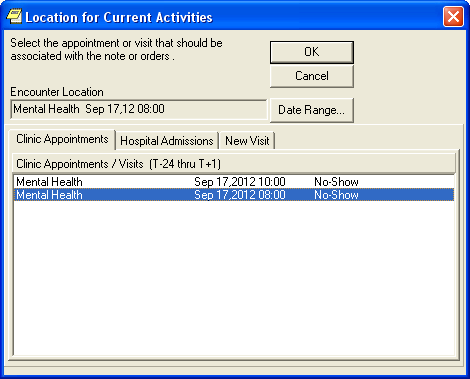 Location for Current Activities
Select the appointment or visit that should be
associated with the note or orders .
OK
Cancel
Encounter Location
Mental Health  Sep 17,12 08:00
Date Range...
Clinic Appointments
Hospital Admissions
New Visit
Clinic Appointments / Visits  (T-24 thru T+1)
Mental Health Sep 17,2012 10:00 No-Show
Mental Health Sep 17,2012 08:00 No-Show